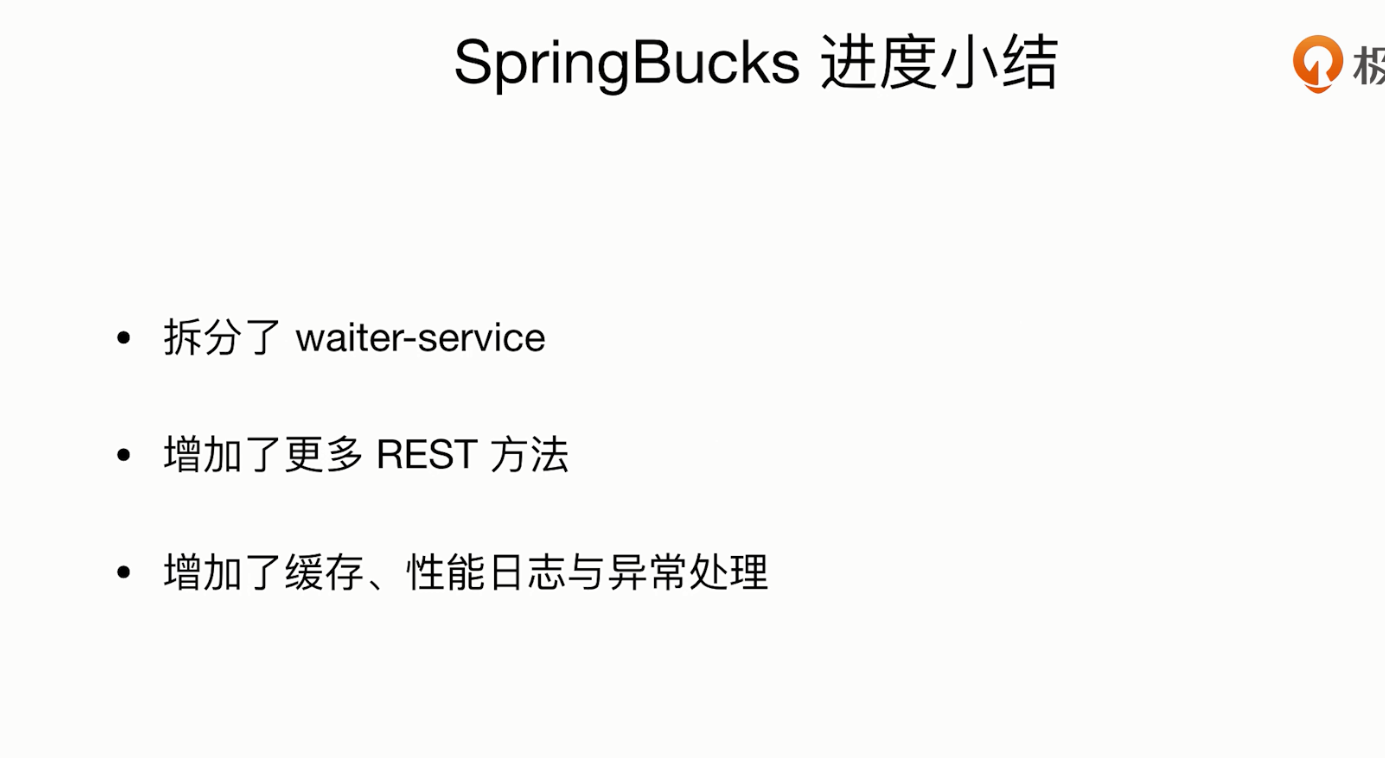 SpringBucks 进度小结
极
• 拆分了 waiter-service
• 增加了更多 REST 方法
• 增加了缓存、性能日志与异常处理